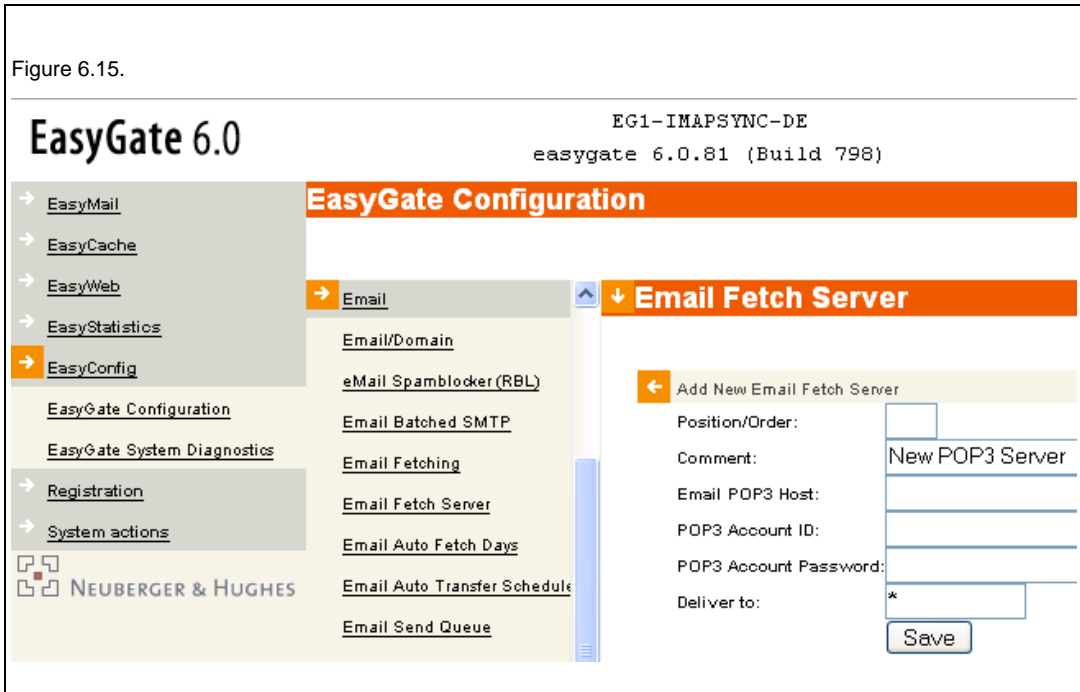 Figure 6.15.
EasyGate 6.0
EG1-IMAPSYNC-DE
easygate 6.0.81 (Build 798)
EasyMail
EasyCache
EasyWeb
EasyStatistics
EasyConfig
EasyGate Configuration
EasyGate System Diagnostics
Registration
System actions
NEUBERGER & HUGHES
EasyGate Configuration
Email
Email/Domain
eMail Spamblocker (RBL)
Email Batched SMTP
Email Fetching
Email Fetch Server
Email Auto Fetch Days
Email Auto Transfer Schedule
Email Send Queue
Email Fetch Server
Add New Email Fetch Server
Position/Order:
Comment: New POP3 Server
Email POP3 Host:
POP3 Account ID:
POP3 Account Password:
Deliver to: *
Save